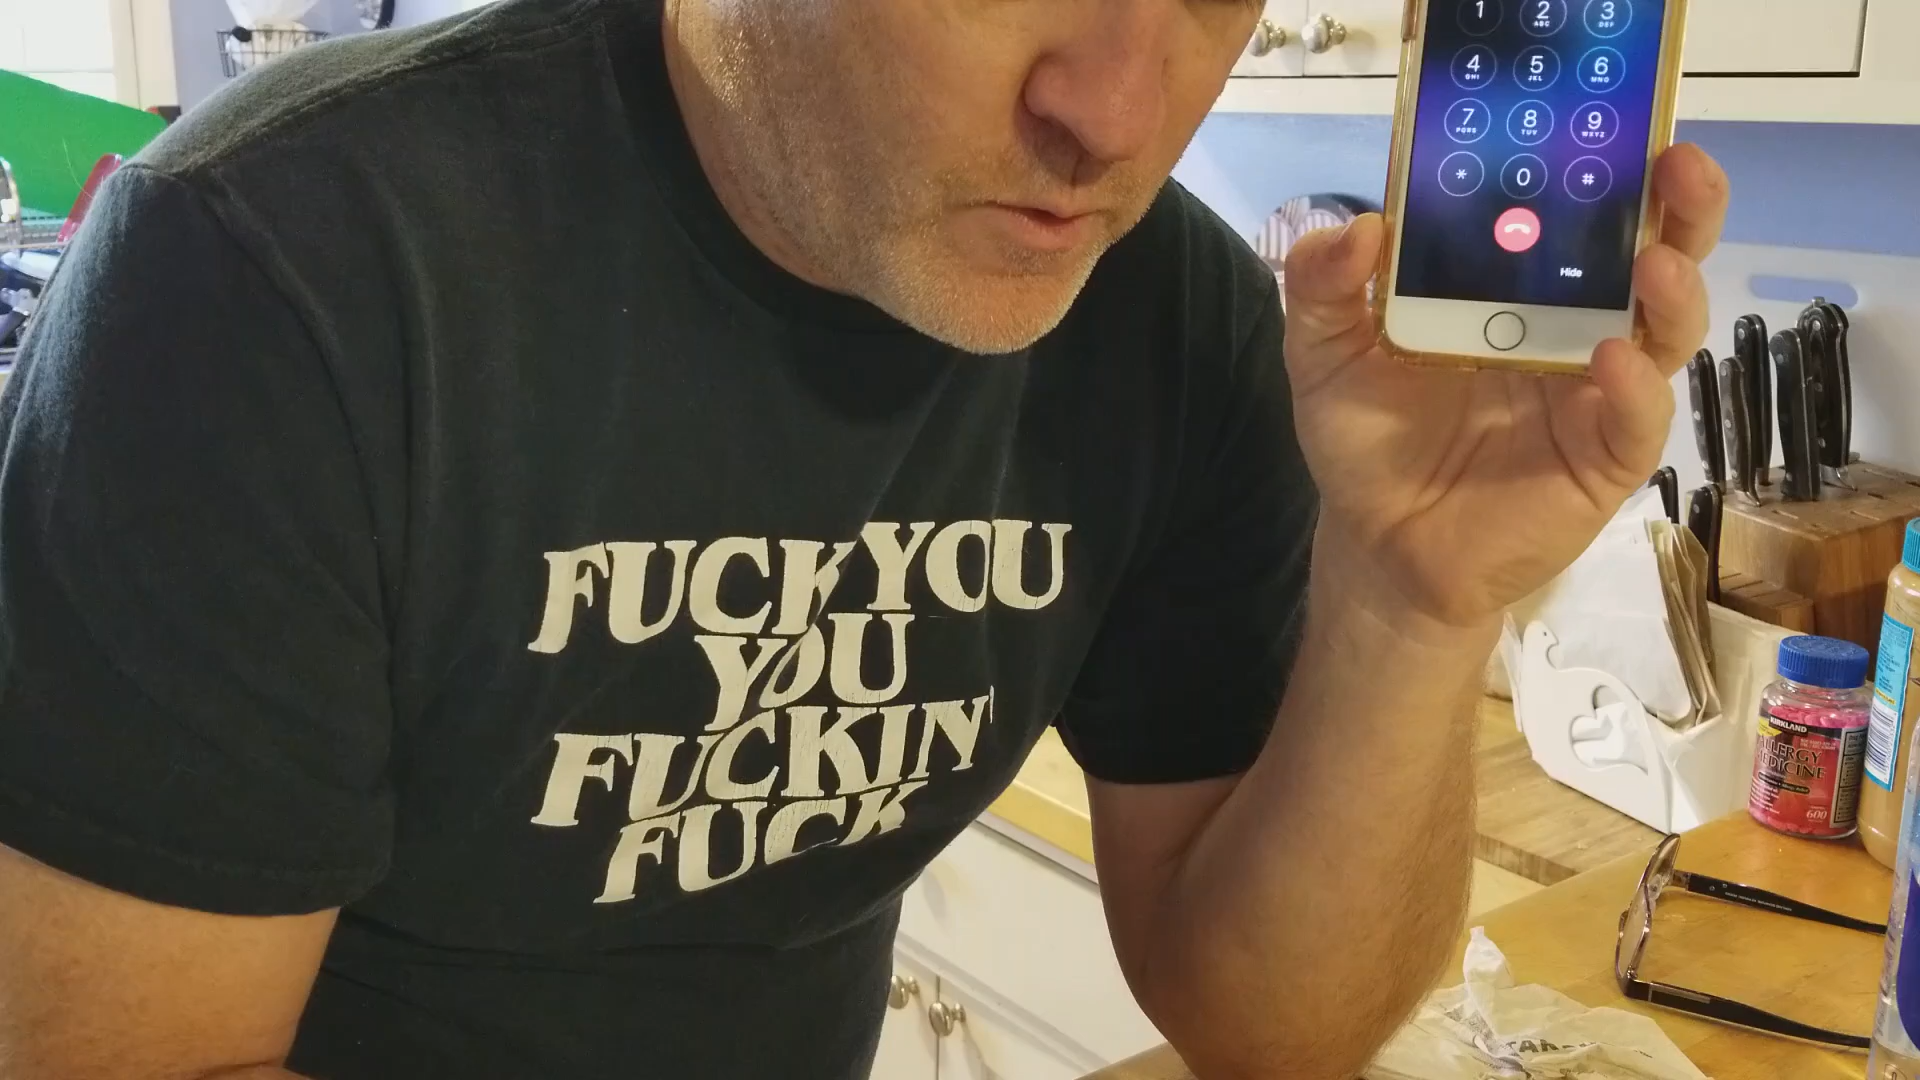 1
2
ABC
3
DEF
4
GHI
5
JKL
6
MNO
7
PQRS
8
TUV
9
WXYZ
*
0
#
Hide
FUCK YOU
YOU
FUCKIN'
FUCK
KIRKLAND
ALLERGY
MEDICINE
600